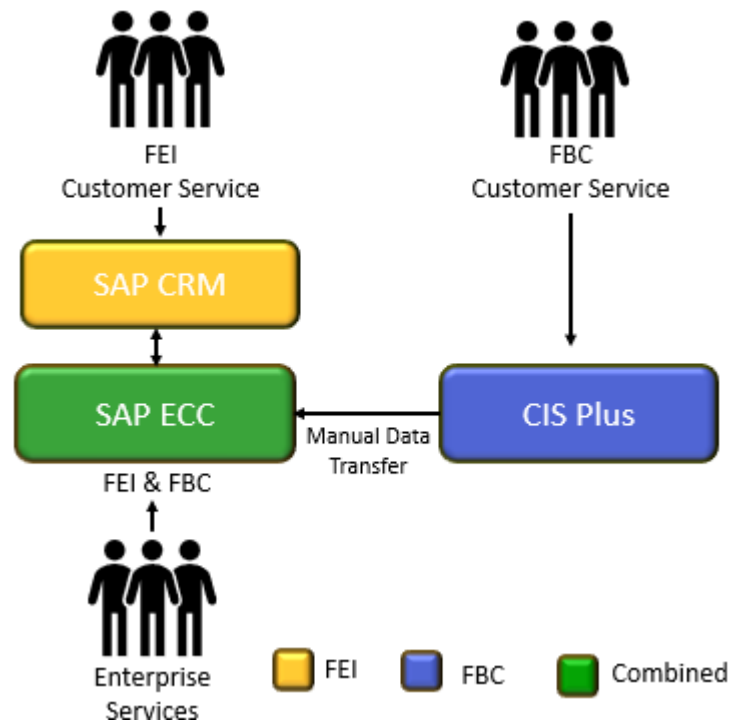 FEI
Customer Service
FBC
Customer Service
SAP CRM
SAP ECC
CIS Plus
Manual Data
Transfer
FEI & FBC
Enterprise
Services
FEI
FBC
Combined